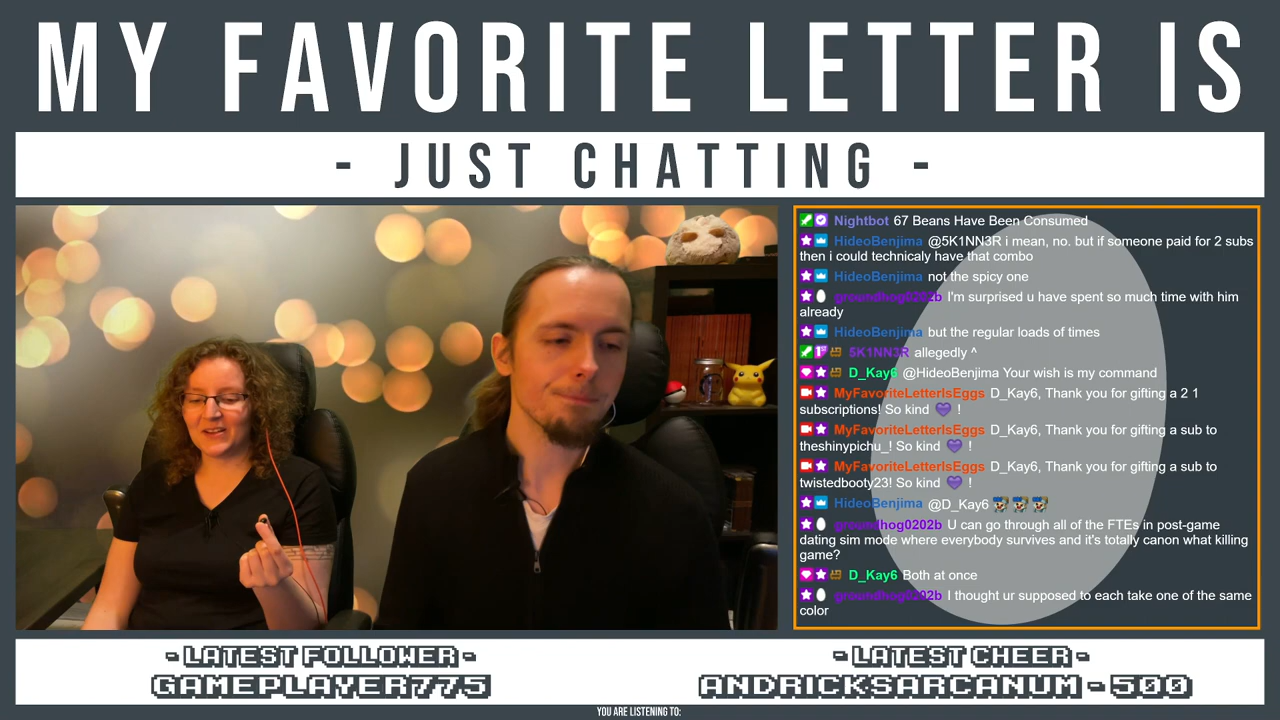 MY FAVORITE LETTER IS
- JUST CHATTING -
Nightbot 67 Beans Have Been Consumed
HideoBenjima @5K1NN3R i mean, no. but if someone paid for 2 subs
then i could technicaly have that combo
HideoBenjima not the spicy one
groundhog0202b I'm surprised u have spent so much time with him
already
HideoBenjima but the regular loads of times
5K1NN3R allegedly ^
D_Kay6 @HideoBenjima Your wish is my command
MyFavoriteLetterIsEggs D_Kay6, Thank you for gifting a 2 1
subscriptions! So kind 💜 !
MyFavoriteLetterIsEggs D_Kay6, Thank you for gifting a sub to
theshinypichu_! So kind 💜 !
MyFavoriteLetterIsEggs D_Kay6, Thank you for gifting a sub to
twistedbooty23! So kind 💜 !
HideoBenjima @D_Kay6
groundhog0202b U can go through all of the FTEs in post-game
dating sim mode where everybody survives and it's totally canon what killing
game?
D_Kay6 Both at once
groundhog0202b I thought ur supposed to each take one of the same
color
- LATEST FOLLOWER -
GAMEPLAYER775
- LATEST CHEER -
ANDRICKSARCANUM - 500
YOU ARE LISTENING TO: